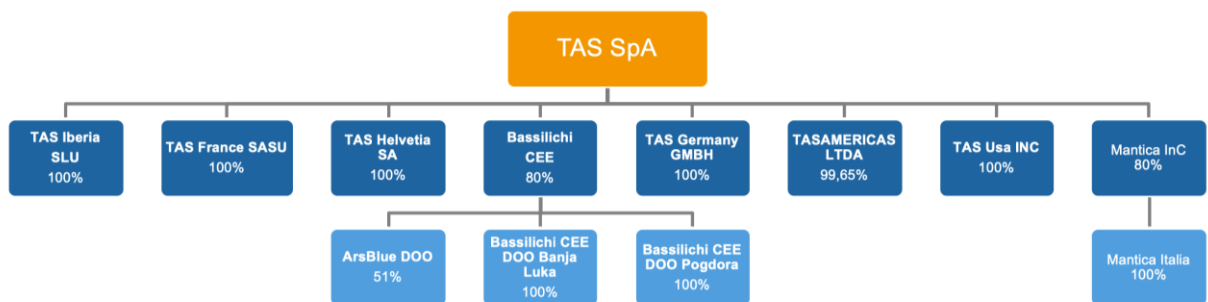 TAS SpA
TAS Iberia
SLU
100%
TAS France SASU
100%
TAS Helvetia
SA
100%
Bassilichi
CEE
80%
TAS Germany
GMBH
100%
TASAMERICAS
LTDA
99,65%
TAS Usa INC
100%
Mantica InC
80%
ArsBlue DOO
51%
Bassilichi CEE
DOO Banja
Luka
100%
Bassilichi CEE
DOO Pogdora
100%
Mantica Italia
100%